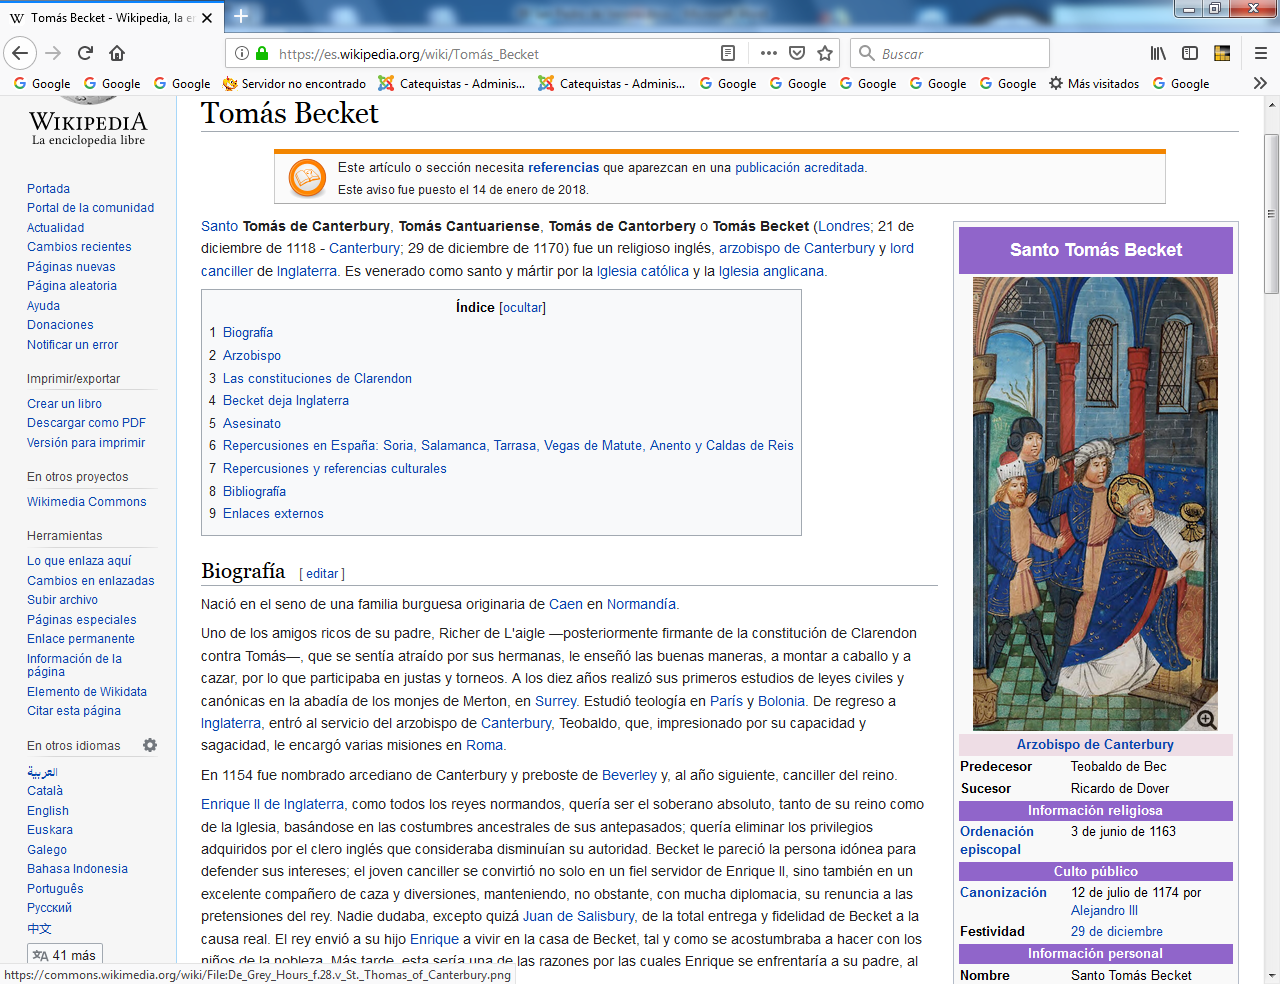 Tomás Becket - Wikipedia, la e
https://es.wikipedia.org/wiki/Tomás_Becket
Buscar
Google
Google
Google
Servidor no encontrado
Catequistas - Adminis...
Catequistas - Adminis...
Google
Google
Google
Google
Google
Más visitados
Google
WIKIPEDIA
La enciclopedia libre
Portada
Portal de la comunidad
Actualidad
Cambios recientes
Páginas nuevas
Página aleatoria
Ayuda
Donaciones
Notificar un error
Imprimir/exportar
Crear un libro
Descargar como PDF
Versión para imprimir
En otros proyectos
Wikimedia Commons
Herramientas
Lo que enlaza aquí
Cambios en enlazadas
Subir archivo
Páginas especiales
Enlace permanente
Información de la
página
Elemento de Wikidata
Citar esta página
En otros idiomas
العربية
Català
English
Euskara
Galego
Bahasa Indonesia
Português
Русский
中文
41 más
Tomás Becket
Este artículo o sección necesita referencias que aparezcan en una publicación acreditada.
Este aviso fue puesto el 14 de enero de 2018.
Santo Tomás de Canterbury, Tomás Cantuariense, Tomás de Cantorbery o Tomás Becket (Londres; 21 de
diciembre de 1118 - Canterbury; 29 de diciembre de 1170) fue un religioso inglés, arzobispo de Canterbury y lord
canciller de Inglaterra. Es venerado como santo y mártir por la Iglesia católica y la Iglesia anglicana.
Índice [ocultar]
1 Biografía
2 Arzobispo
3 Las constituciones de Clarendon
4 Becket deja Inglaterra
5 Asesinato
6 Repercusiones en España: Soria, Salamanca, Tarrasa, Vegas de Matute, Anento y Caldas de Reis
7 Repercusiones y referencias culturales
8 Bibliografía
9 Enlaces externos
Biografía [ editar ]
Nació en el seno de una familia burguesa originaria de Caen en Normandía.
Uno de los amigos ricos de su padre, Richer de L'aigle —posteriormente firmante de la constitución de Clarendon
contra Tomás—, que se sentía atraído por sus hermanas, le enseñó las buenas maneras, a montar a caballo y a
cazar, por lo que participaba en justas y torneos. A los diez años realizó sus primeros estudios de leyes civiles y
canónicas en la abadía de los monjes de Merton, en Surrey. Estudió teología en París y Bolonia. De regreso a
Inglaterra, entró al servicio del arzobispo de Canterbury, Teobaldo, que, impresionado por su capacidad y
sagacidad, le encargó varias misiones en Roma.
En 1154 fue nombrado arcediano de Canterbury y preboste de Beverley y, al año siguiente, canciller del reino.
Enrique II de Inglaterra, como todos los reyes normandos, quería ser el soberano absoluto, tanto de su reino como
de la Iglesia, basándose en las costumbres ancestrales de sus antepasados; quería eliminar los privilegios
adquiridos por el clero inglés que consideraba disminuían su autoridad. Becket le pareció la persona idónea para
defender sus intereses; el joven canciller se convirtió no solo en un fiel servidor de Enrique II, sino también en un
excelente compañero de caza y diversiones, manteniendo, no obstante, con mucha diplomacia, su renuncia a las
pretensiones del rey. Nadie dudaba, excepto quizá Juan de Salisbury, de la total entrega y fidelidad de Becket a la
causa real. El rey envió a su hijo Enrique a vivir en la casa de Becket, tal y como se acostumbraba a hacer con los
niños de la nobleza. Más tarde, esta sería una de las razones por las cuales Enrique se enfrentaría a su padre, al
Santo Tomás Becket
Arzobispo de Canterbury
Predecesor Teobaldo de Bec
Sucesor Ricardo de Dover
Información religiosa
Ordenación 3 de junio de 1163
episcopal
Culto público
Canonización 12 de julio de 1174 por
Alejandro III
Festividad 29 de diciembre
Información personal
Nombre Santo Tomás Becket
https://commons.wikimedia.org/wiki/File:De_Grey_Hours_f.28.v_St._Thomas_of_Canterbury.png